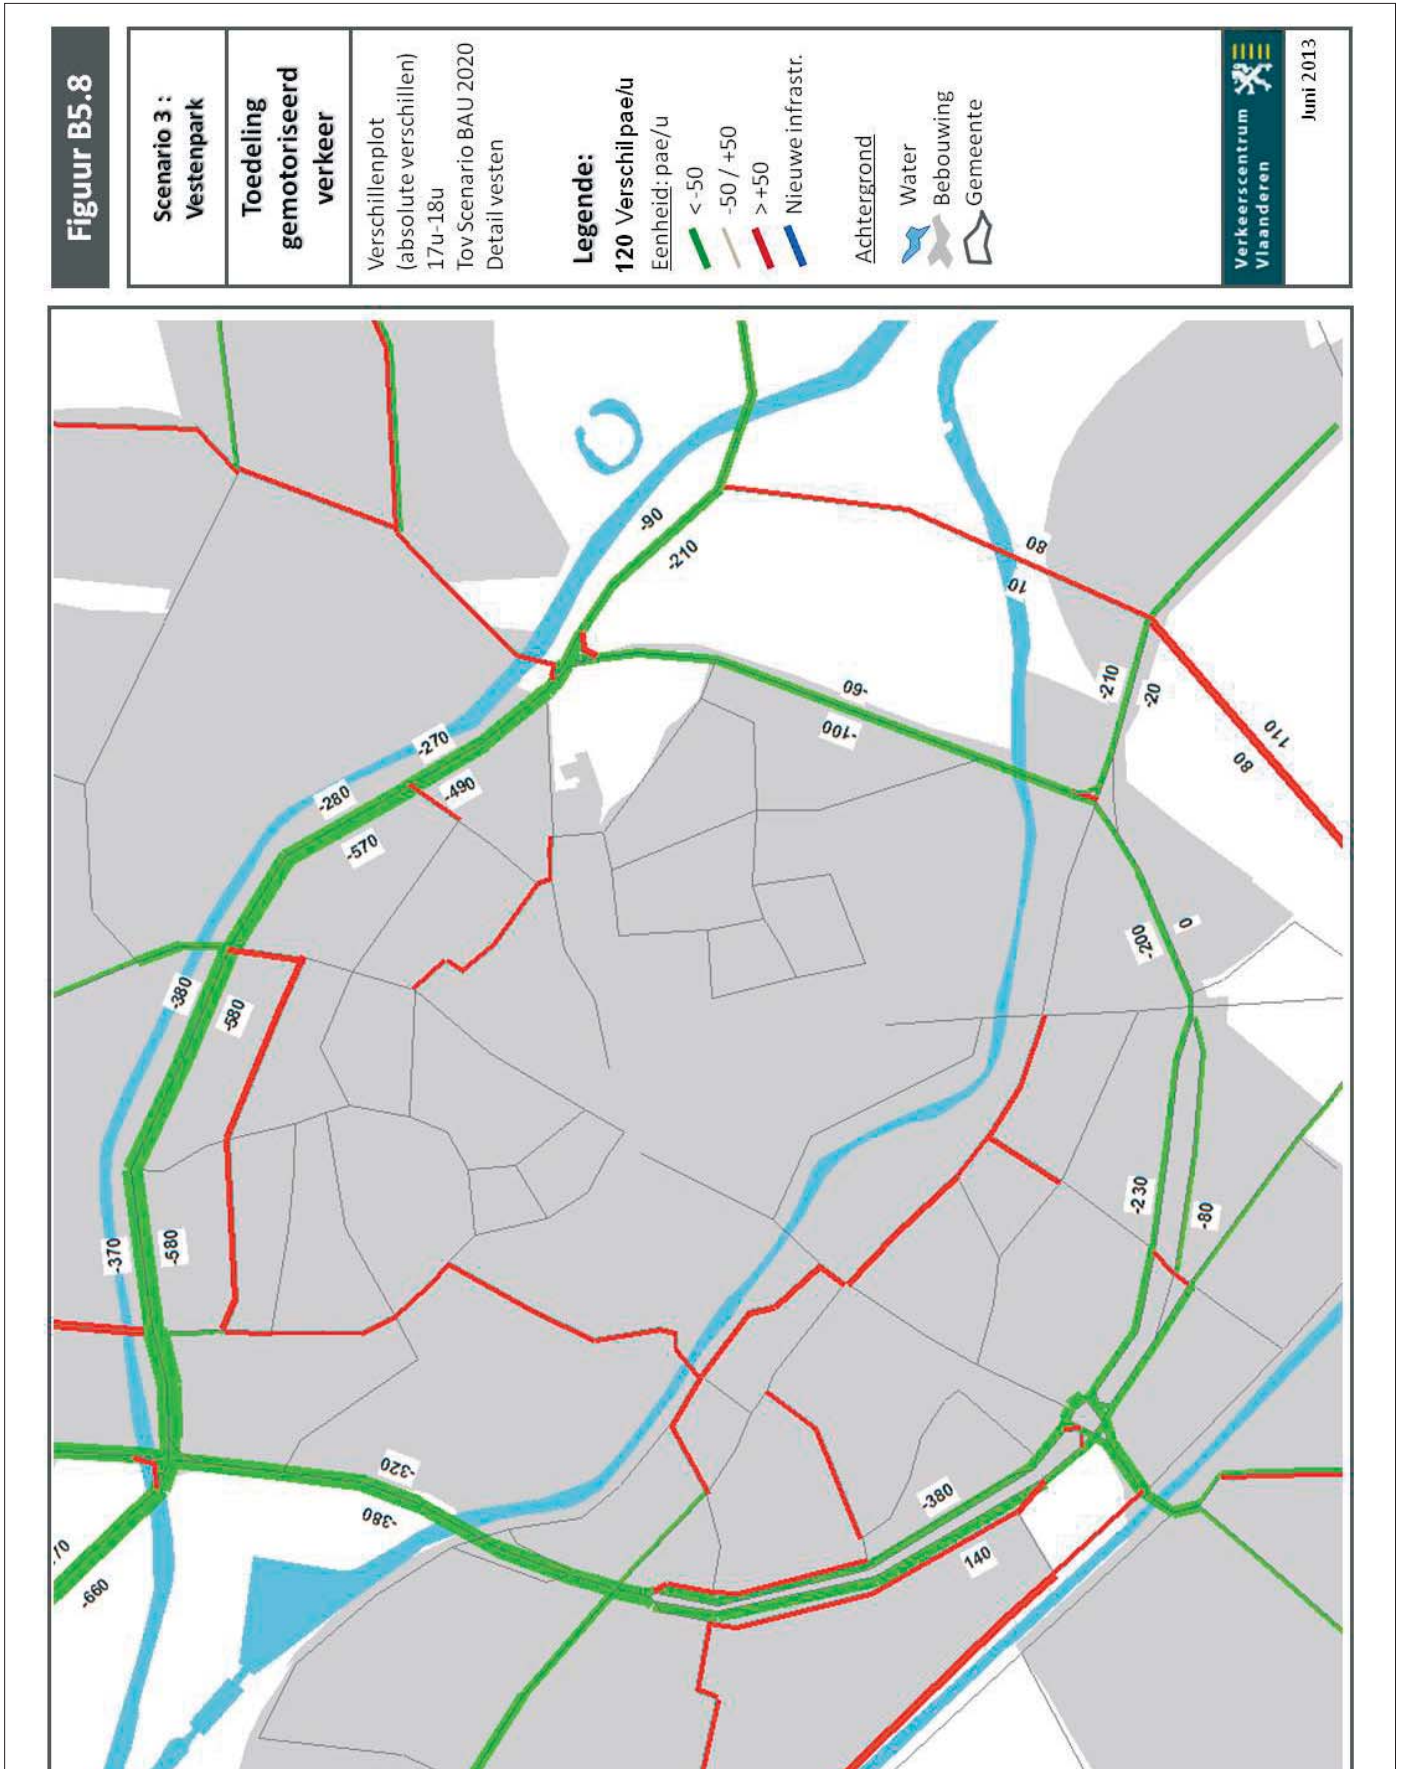 Figuur B5.8
Scenario 3 :
Vestenpark
Toedeling
gemotoriseerd
verkeer
Verschillenplot
(absolute verschillen)
17u-18u
Tov Scenario BAU 2020
Detail vesten
Legende:
120 Verschil pae/u
Eenheid: pae/u
< -50
-50 / +50
> +50
Nieuwe infrastr.
Achtergrond
Water
Bebouwing
Gemeente
Verkeerscentrum
Vlaanderen
Juni 2013
-90
-210
80
10
-60
-100
-210
-20
110
80
-270
-490
-280
-570
-200
0
-380
-580
-230
-80
-370
-580
-320
-380
-380
140
-660